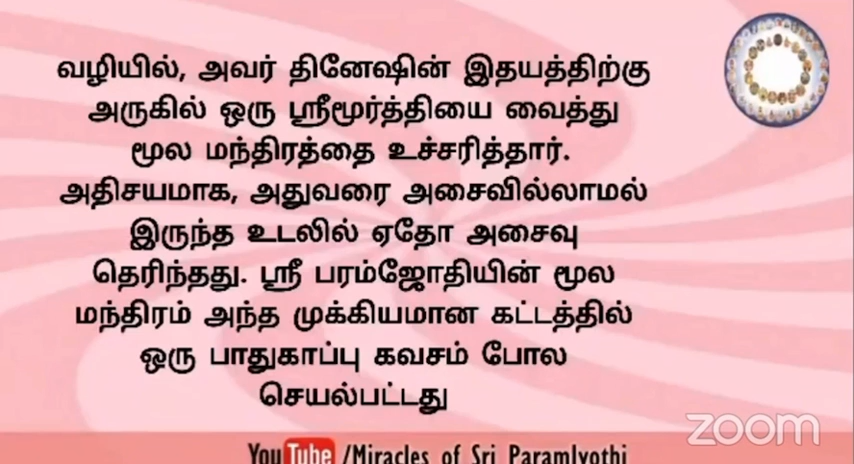 வழியில், அவர் தினேஷின் இதயத்திற்கு
அருகில் ஒரு ஸ்ரீமூர்த்தியை வைத்து
மூல மந்திரத்தை உச்சரித்தார்.
அதிசயமாக, அதுவரை அசைவில்லாமல்
இருந்த உடலில் ஏதோ அசைவு
தெரிந்தது. ஸ்ரீ பரம்ஜோதியின் மூல
மந்திரம் அந்த முக்கியமான கட்டத்தில்
ஒரு பாதுகாப்பு கவசம் போல
செயல்பட்டது
zoom
YouTube /Miracles of Sri Paramjyothi